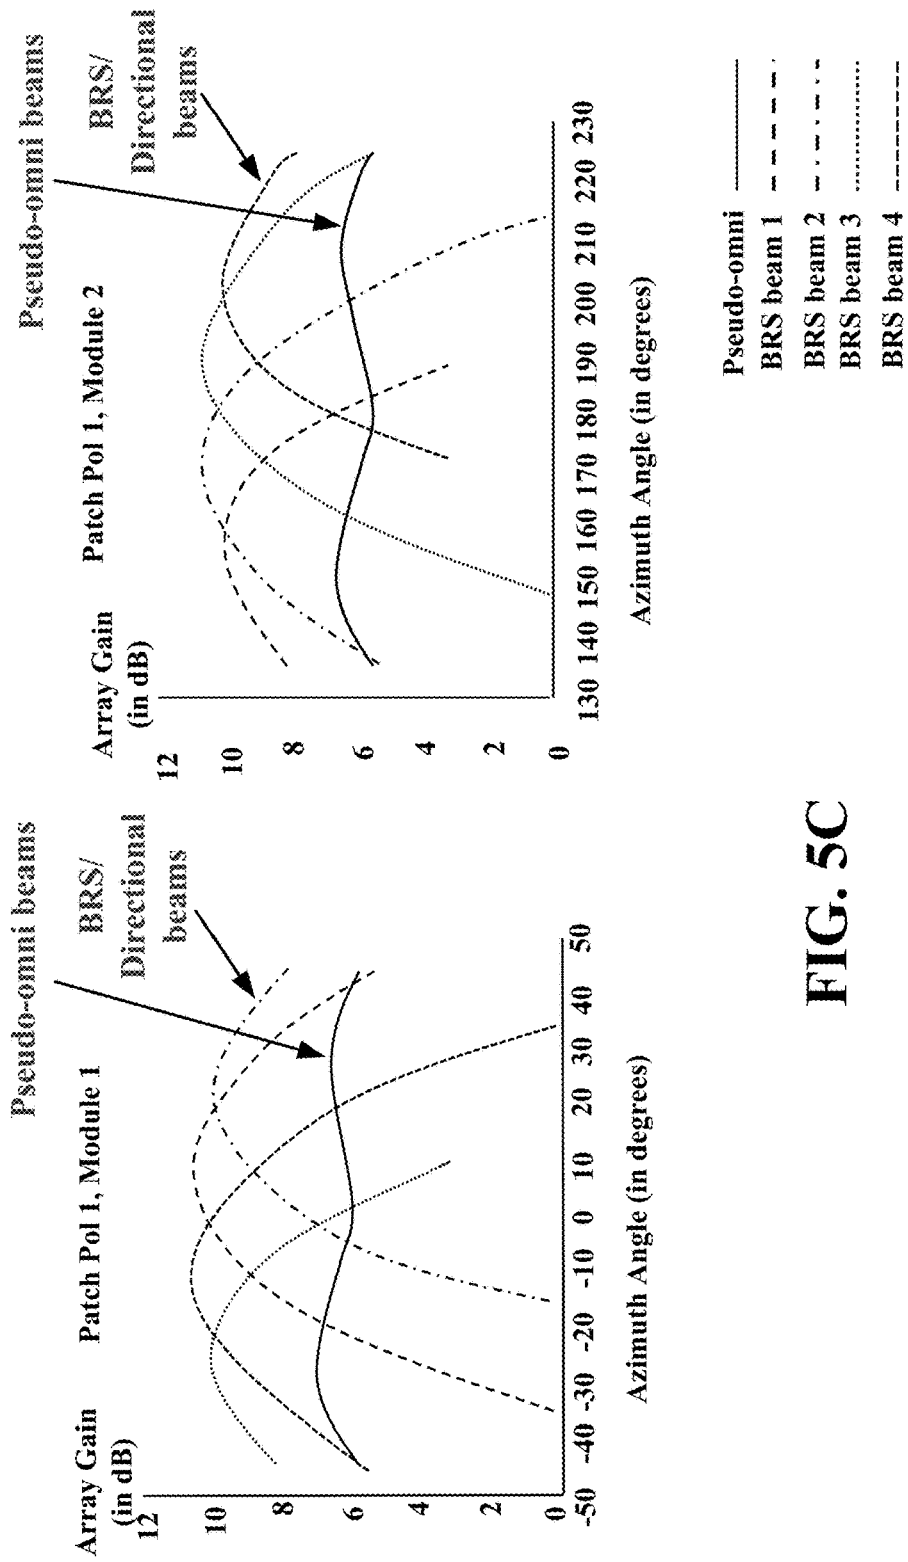 Pseudo-omni beams
BRS/
Directional
beams
Array Gain
(in dB)
Patch Pol 1, Module 1
12
10
8
6
4
2
0
-50 -40 -30 -20 -10 0 10 20 30 40 50
Azimuth Angle (in degrees)
Pseudo-omni beams
BRS/
Directional
beams
Array Gain
(in dB)
Patch Pol 1, Module 2
12
10
8
6
4
2
0
130 140 150 160 170 180 190 200 210 220 230
Azimuth Angle (in degrees)
Pseudo-omni
BRS beam 1
BRS beam 2
BRS beam 3
BRS beam 4
FIG. 5C